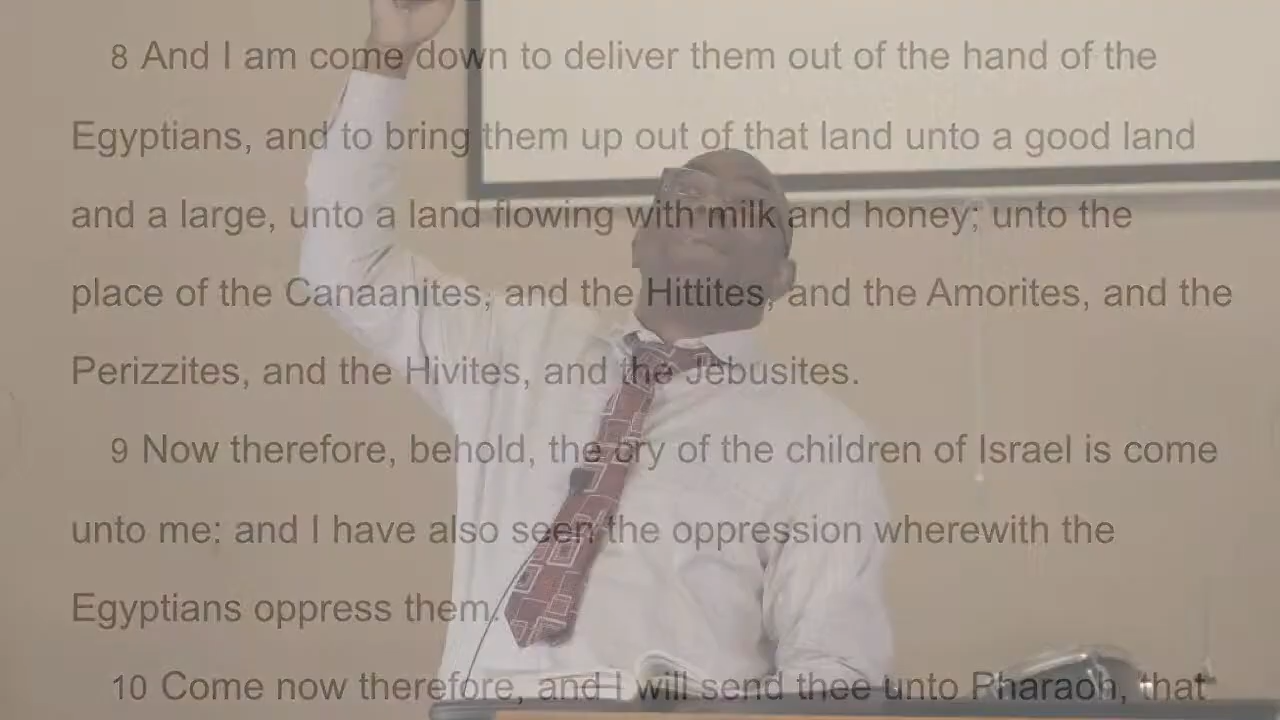 8 And I am come down to deliver them out of the hand of the
Egyptians, and to bring them up out of that land unto a good land
and a large, unto a land flowing with milk and honey; unto the
place of the Canaanites, and the Hittites, and the Amorites, and the
Perizzites, and the Hivites, and the Jebusites.
9 Now therefore, behold, the cry of the children of Israel is come
unto me: and I have also seen the oppression wherewith the
Egyptians oppress them.
10 Come now therefore, and I will send thee unto Pharaoh, that